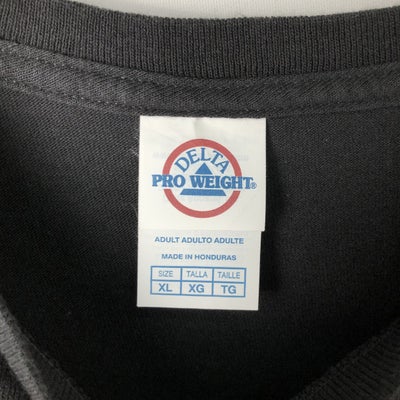 DELTA
PRO WEIGHT®
ADULT ADULTO ADULTE
MADE IN HONDURAS
SIZE TALLA TAILLE
XL XG TG